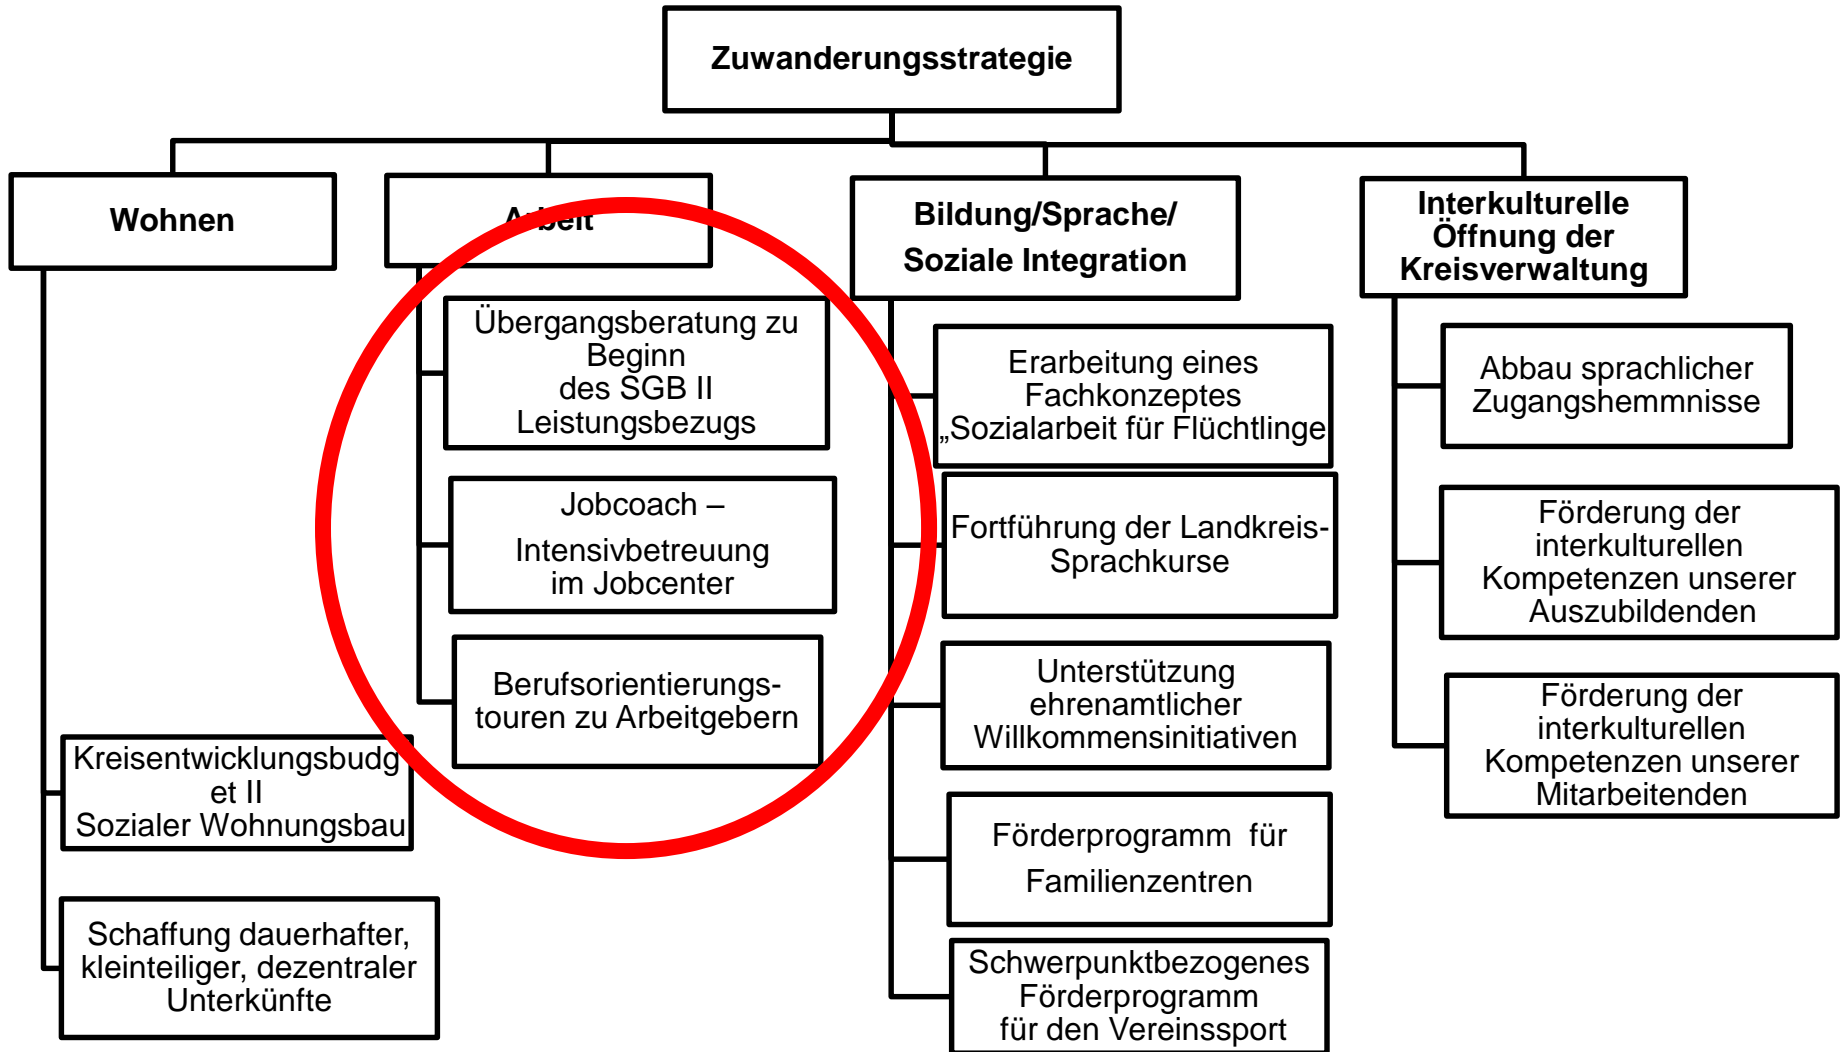 Zuwanderungsstrategie
Wohnen
Kreisentwicklungsbudg
et II
Sozialer Wohnungsbau
Schaffung dauerhafter,
kleinteiliger, dezentraler
Unterkünfte
Arbeit
Übergangsberatung zu
Beginn
des SGB II
Leistungsbezugs
Jobcoach –
Intensivbetreuung
im Jobcenter
Berufsorientierungs-
touren zu Arbeitgebern
Bildung/Sprache/
Soziale Integration
Erarbeitung eines
Fachkonzeptes
„Sozialarbeit für Flüchtlinge
Fortführung der Landkreis-
Sprachkurse
Unterstützung
ehrenamtlicher
Willkommensinitiativen
Förderprogramm für
Familienzentren
Schwerpunktbezogenes
Förderprogramm
für den Vereinssport
Interkulturelle
Öffnung der
Kreisverwaltung
Abbau sprachlicher
Zugangshemmnisse
Förderung der
interkulturellen
Kompetenzen unserer
Auszubildenden
Förderung der
interkulturellen
Kompetenzen unserer
Mitarbeitenden